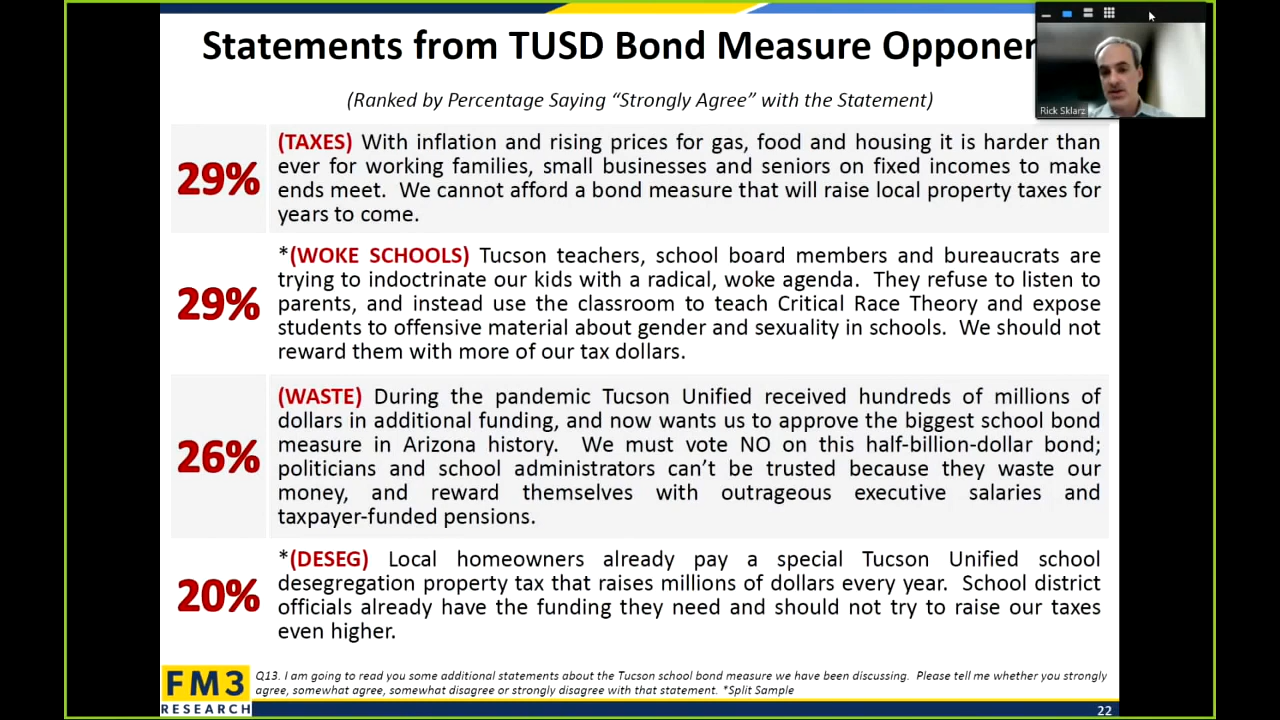 Statements from TUSD Bond Measure Opponen
(Ranked by Percentage Saying “Strongly Agree” with the Statement)
Rick Sklarz
29%
(TAXES) With inflation and rising prices for gas, food and housing it is harder than
ever for working families, small businesses and seniors on fixed incomes to make
ends meet. We cannot afford a bond measure that will raise local property taxes for
years to come.
29%
*(WOKE SCHOOLS) Tucson teachers, school board members and bureaucrats are
trying to indoctrinate our kids with a radical, woke agenda. They refuse to listen to
parents, and instead use the classroom to teach Critical Race Theory and expose
students to offensive material about gender and sexuality in schools. We should not
reward them with more of our tax dollars.
26%
(WASTE) During the pandemic Tucson Unified received hundreds of millions of
dollars in additional funding, and now wants us to approve the biggest school bond
measure in Arizona history. We must vote NO on this half-billion-dollar bond;
politicians and school administrators can’t be trusted because they waste our
money, and reward themselves with outrageous executive salaries and
taxpayer-funded pensions.
20%
*(DESEG) Local homeowners already pay a special Tucson Unified school
desegregation property tax that raises millions of dollars every year. School district
officials already have the funding they need and should not try to raise our taxes
even higher.
FM3
RESEARCH
Q13. I am going to read you some additional statements about the Tucson school bond measure we have been discussing. Please tell me whether you strongly
agree, somewhat agree, somewhat disagree or strongly disagree with that statement. *Split Sample
22